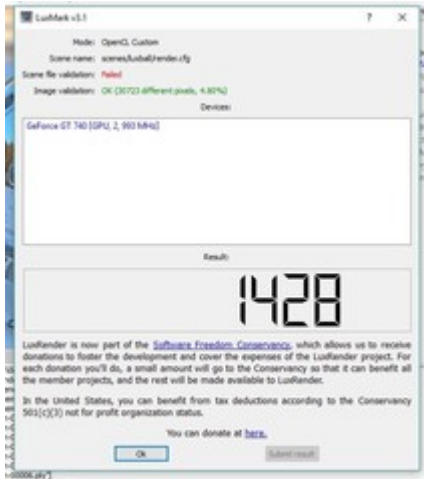 LuxMark v3.1
Mode: OpenCL Custom
Scene name: scenes/luxball/render.cfg
Scene file validation: Failed
Image validation: OK (30723 different pixels, 4.80%)
Devices:
GeForce GT 740 [GPU, 2, 993 MHz]
Result:
1428
LuxRender is now part of the Software Freedom Conservancy, which allows us to receive
donations to foster the development and cover the expenses of the LuxRender project. For
each donation you'll do, a small amount will go to the Conservancy so that it can benefit all
the member projects, and the rest will be made available to LuxRender.
In the United States, you can benefit from tax deductions according to the Conservancy
501(c)(3) not for profit organization status.
You can donate at here.
Ok
Submit result